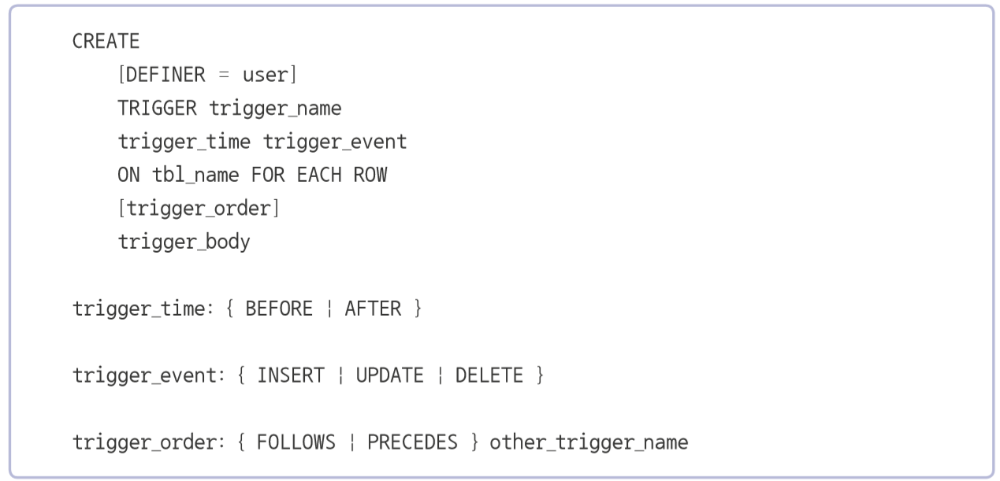 CREATE
    [DEFINER = user]
    TRIGGER trigger_name
    trigger_time trigger_event
    ON tbl_name FOR EACH ROW
    [trigger_order]
    trigger_body

trigger_time: { BEFORE ¦ AFTER }

trigger_event: { INSERT ¦ UPDATE ¦ DELETE }

trigger_order: { FOLLOWS ¦ PRECEDES } other_trigger_name